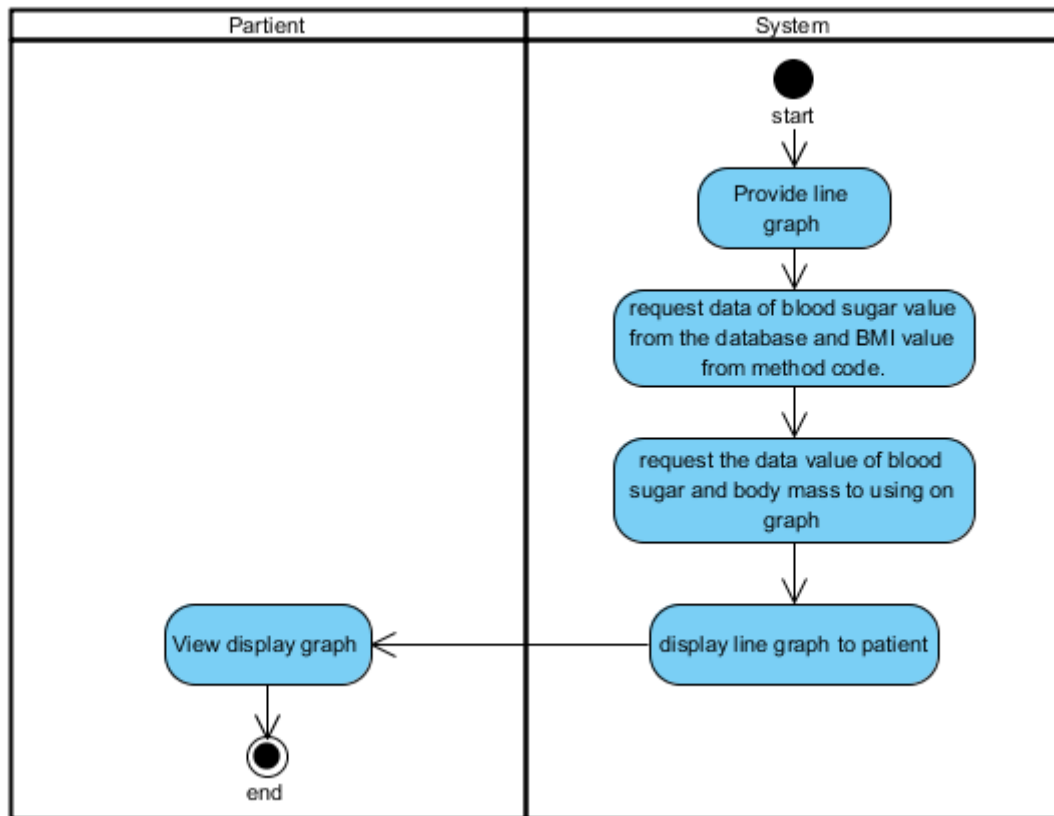 Partient
System
start
Provide line
graph
request data of blood sugar value
from the database and BMI value
from method code.
request the data value of blood
sugar and body mass to using on
graph
View display graph
display line graph to patient
end